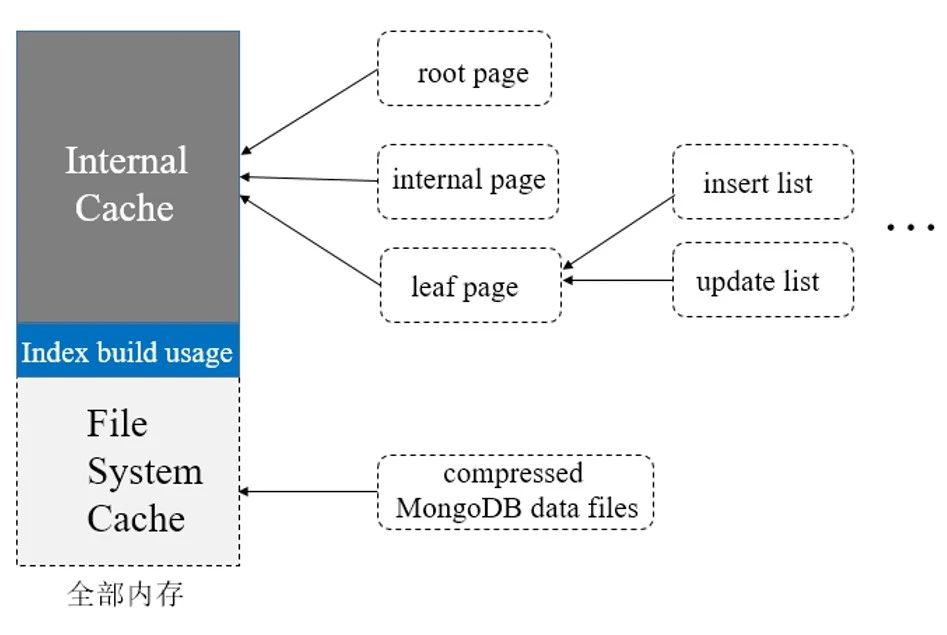 Internal
Cache
Index build usage
File
System
Cache
全部内存
root page
internal page
leaf page
insert list
update list
...
compressed
MongoDB data files